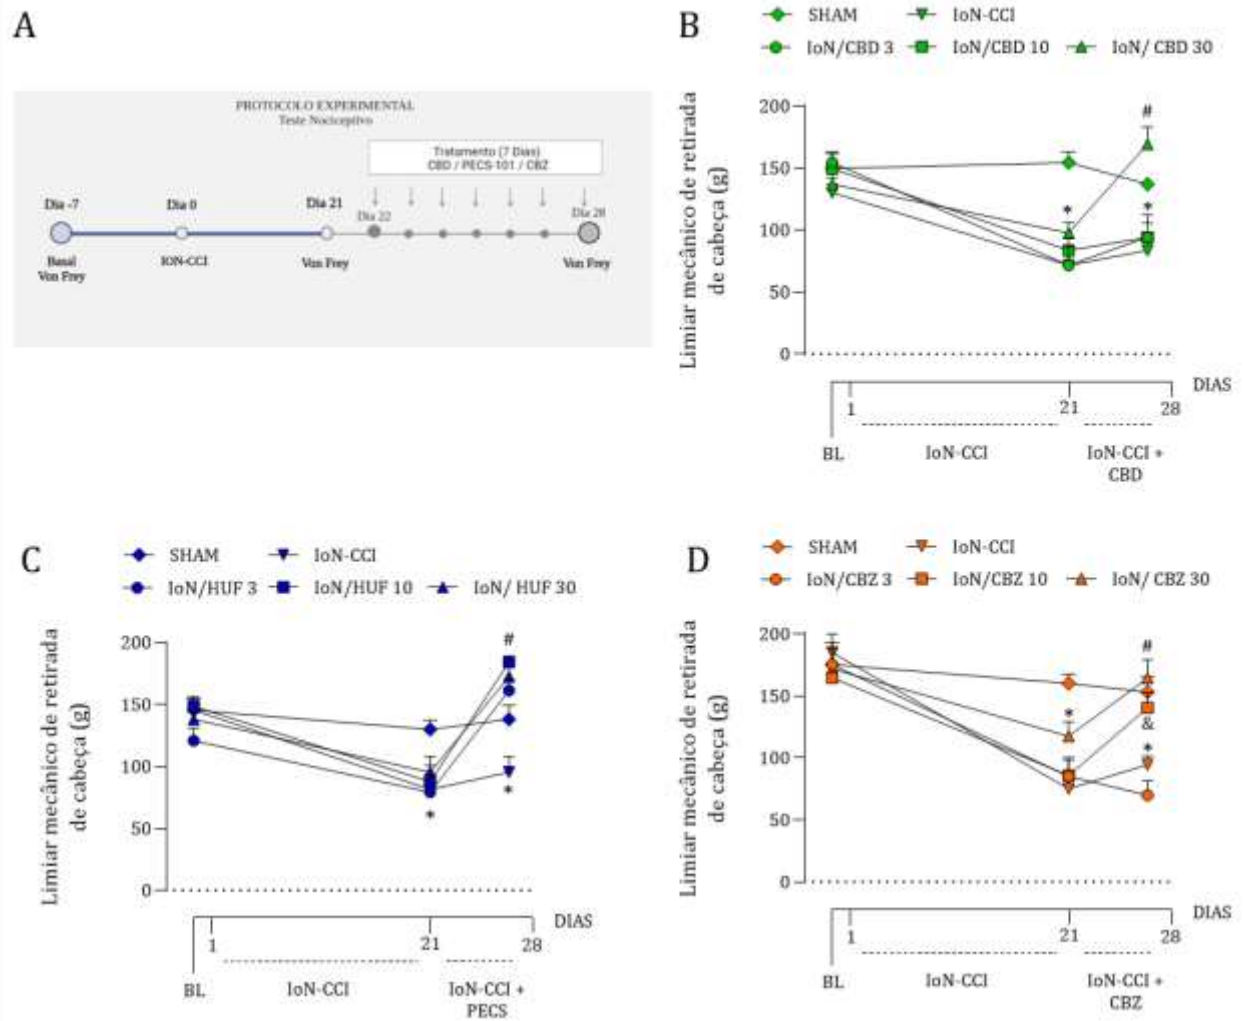 A
PROTOCOLO EXPERIMENTAL
Teste Nociceptivo
Tratamento (7 Dias)
CBD / PECS-101 / CBZ
Dia -7
Dia 0
Dia 21
Dia 22
Dia 28
Basal
Von Frey
ION-CCI
Von Frey
Von Frey
B
SHAM
IoN-CCI
IoN/CBD 3
IoN/CBD 10
IoN/ CBD 30
Limiar mecânico de retirada
de cabeça (g)
200
150
100
50
0
#
*
*
DIAS
1
21
28
BL
IoN-CCI
IoN-CCI +
CBD
C
SHAM
IoN-CCI
IoN/HUF 3
IoN/HUF 10
IoN/ HUF 30
Limiar mecânico de retirada
de cabeça (g)
200
150
100
50
0
#
*
*
DIAS
1
21
28
BL
IoN-CCI
IoN-CCI +
PECS
D
SHAM
IoN-CCI
IoN/CBZ 3
IoN/CBZ 10
IoN/ CBZ 30
Limiar mecânico de retirada
de cabeça (g)
200
150
100
50
0
#
*
&
*
DIAS
1
21
28
BL
IoN-CCI
IoN-CCI +
CBZ